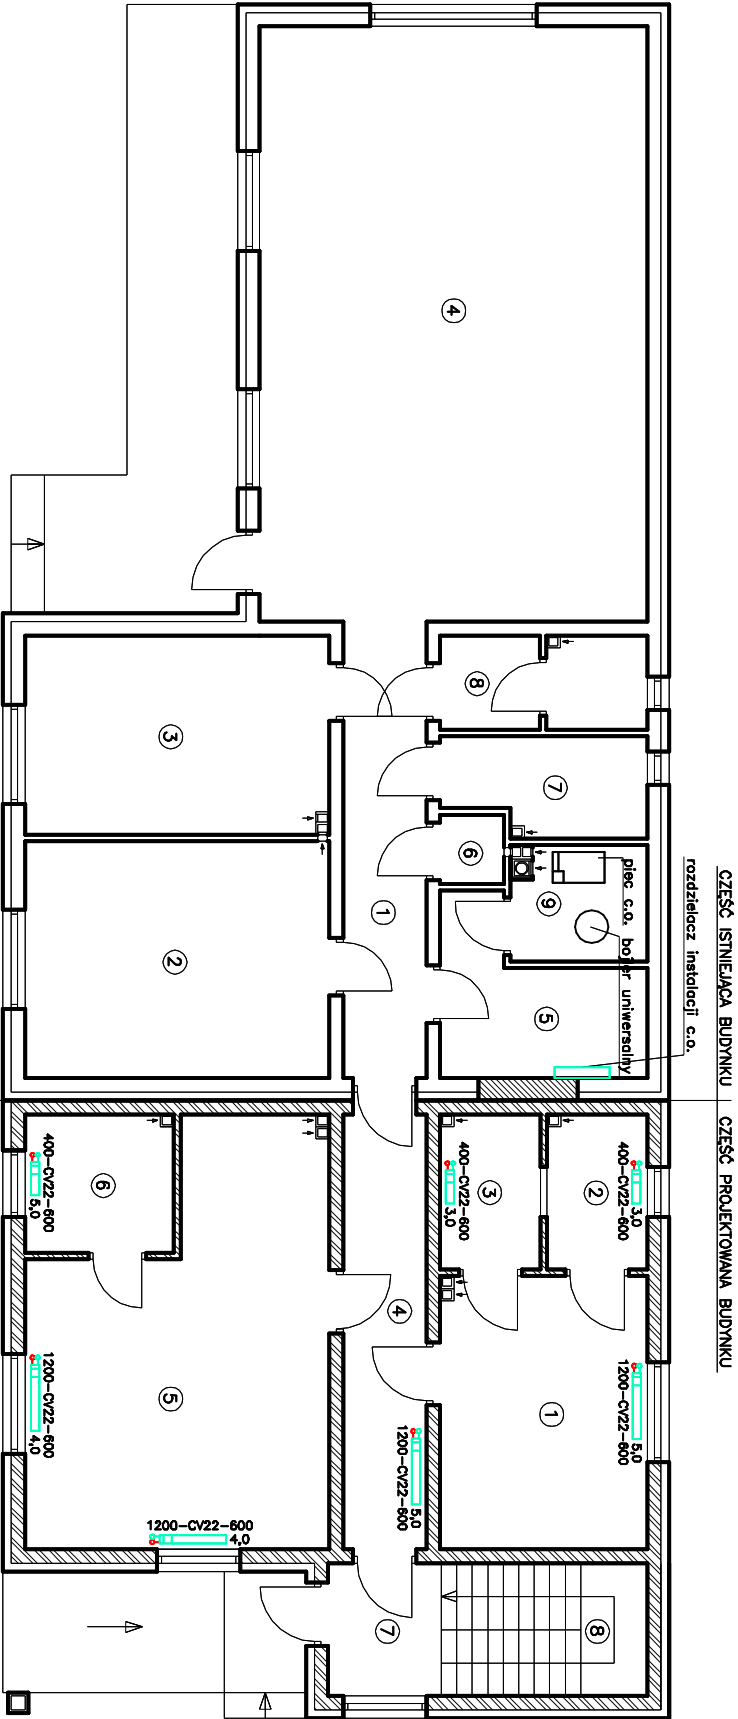 CZĘŚĆ ISTNIEJĄCA BUDYNKU
CZĘŚĆ PROJEKTOWANA BUDYNKU
rozdzielacz instalacji c.o.
piec c.o.
bojler uniwersalny
4
3
8
7
6
9
1
2
5
400-CV22-600
5,0
6
400-CV22-600
3,0
3
400-CV22-600
3,0
2
4
1200-CV22-600
4,0
5
1200-CV22-600
5,0
1
1200-CV22-600
5,0
1200-CV22-600
4,0
7
8